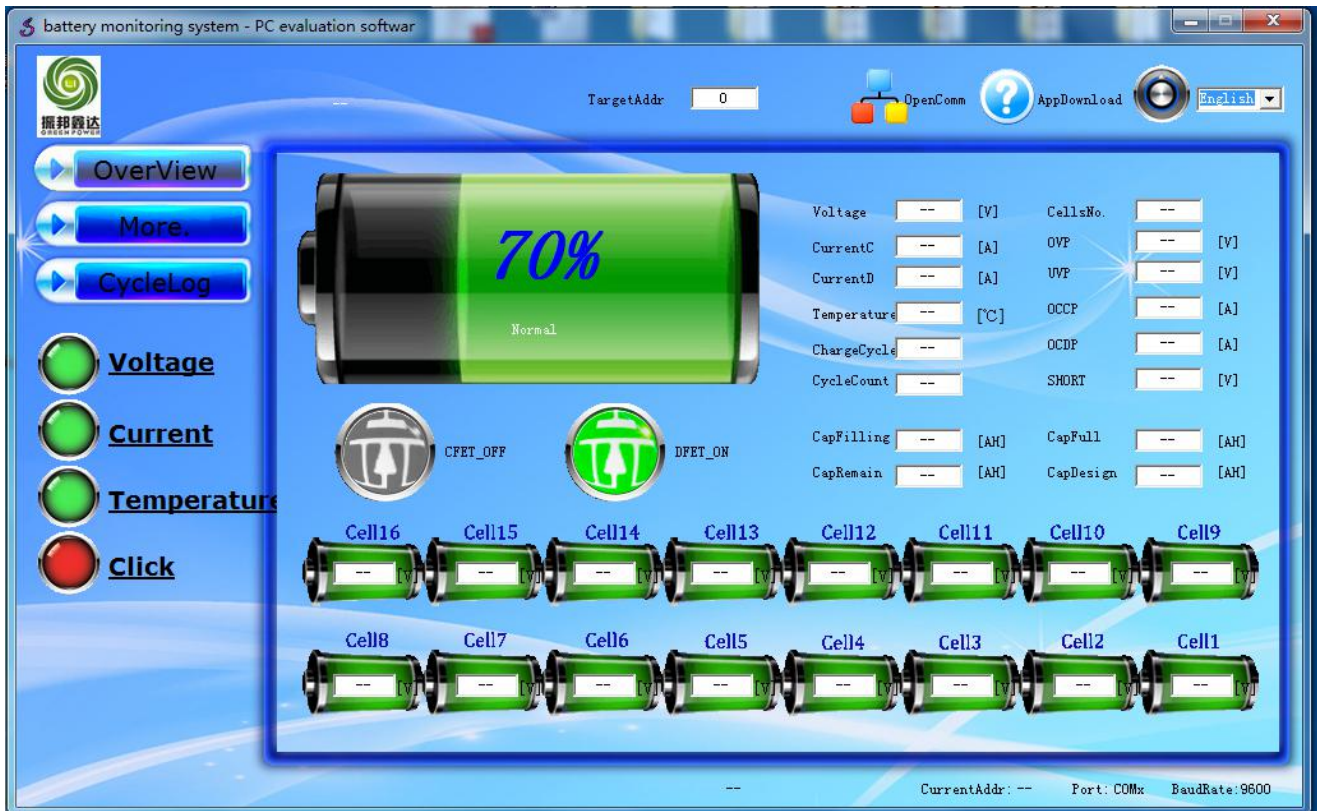 battery monitoring system - PC evaluation softwar
振邦鑫达
GREEN POWER
--
TargetAddr 0
OpenComm
AppDownload
English
OverView
More.
CycleLog
Voltage
Current
Temperature
Click
70%
Normal
CFET_OFF
DFET_ON
Voltage -- [V]
CurrentC -- [A]
CurrentD -- [A]
Temperature -- [℃]
ChargeCycle --
CycleCount --
CellsNo. --
OVP -- [V]
UVP -- [V]
OCCP -- [A]
OCDP -- [A]
SHORT -- [V]
CapFilling -- [AH]
CapRemain -- [AH]
CapFull -- [AH]
CapDesign -- [AH]
Cell16 Cell15 Cell14 Cell13 Cell12 Cell11 Cell10 Cell9
-- [V] -- [V] -- [V] -- [V] -- [V] -- [V] -- [V] -- [V]
Cell8 Cell7 Cell6 Cell5 Cell4 Cell3 Cell2 Cell1
-- [V] -- [V] -- [V] -- [V] -- [V] -- [V] -- [V] -- [V]
-- CurrentAddr: -- Port: COMx BaudRate:9600